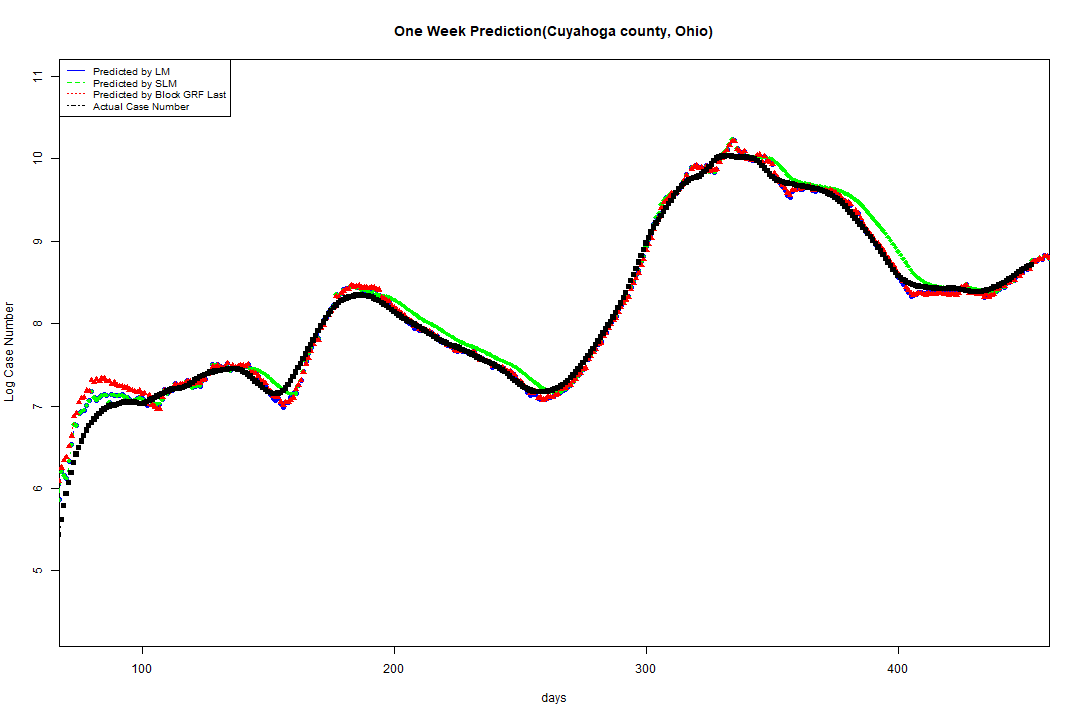 One Week Prediction(Cuyahoga county, Ohio)
Predicted by LM
Predicted by SLM
Predicted by Block GRF Last
Actual Case Number
11
10
9
8
7
6
5
Log Case Number
100 200 300 400
days